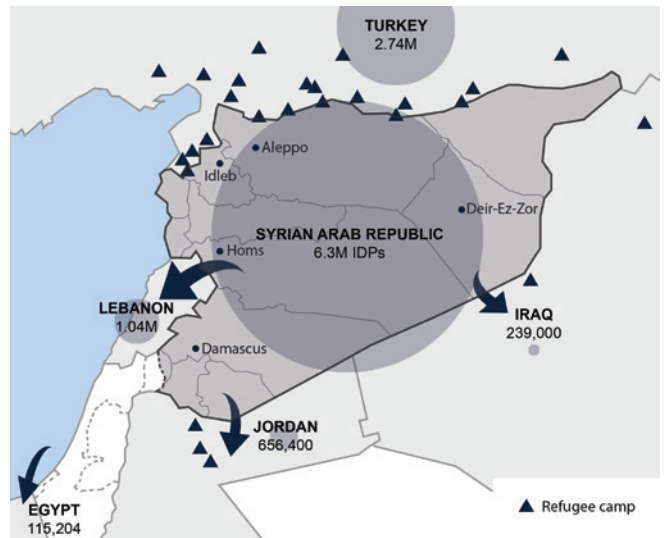 TURKEY
2.74M
Aleppo
Idleb
Deir-Ez-Zor
SYRIAN ARAB REPUBLIC
6.3M IDPs
Homs
LEBANON
1.04M
IRAQ
239,000
Damascus
JORDAN
656,400
EGYPT
115,204
Refugee camp